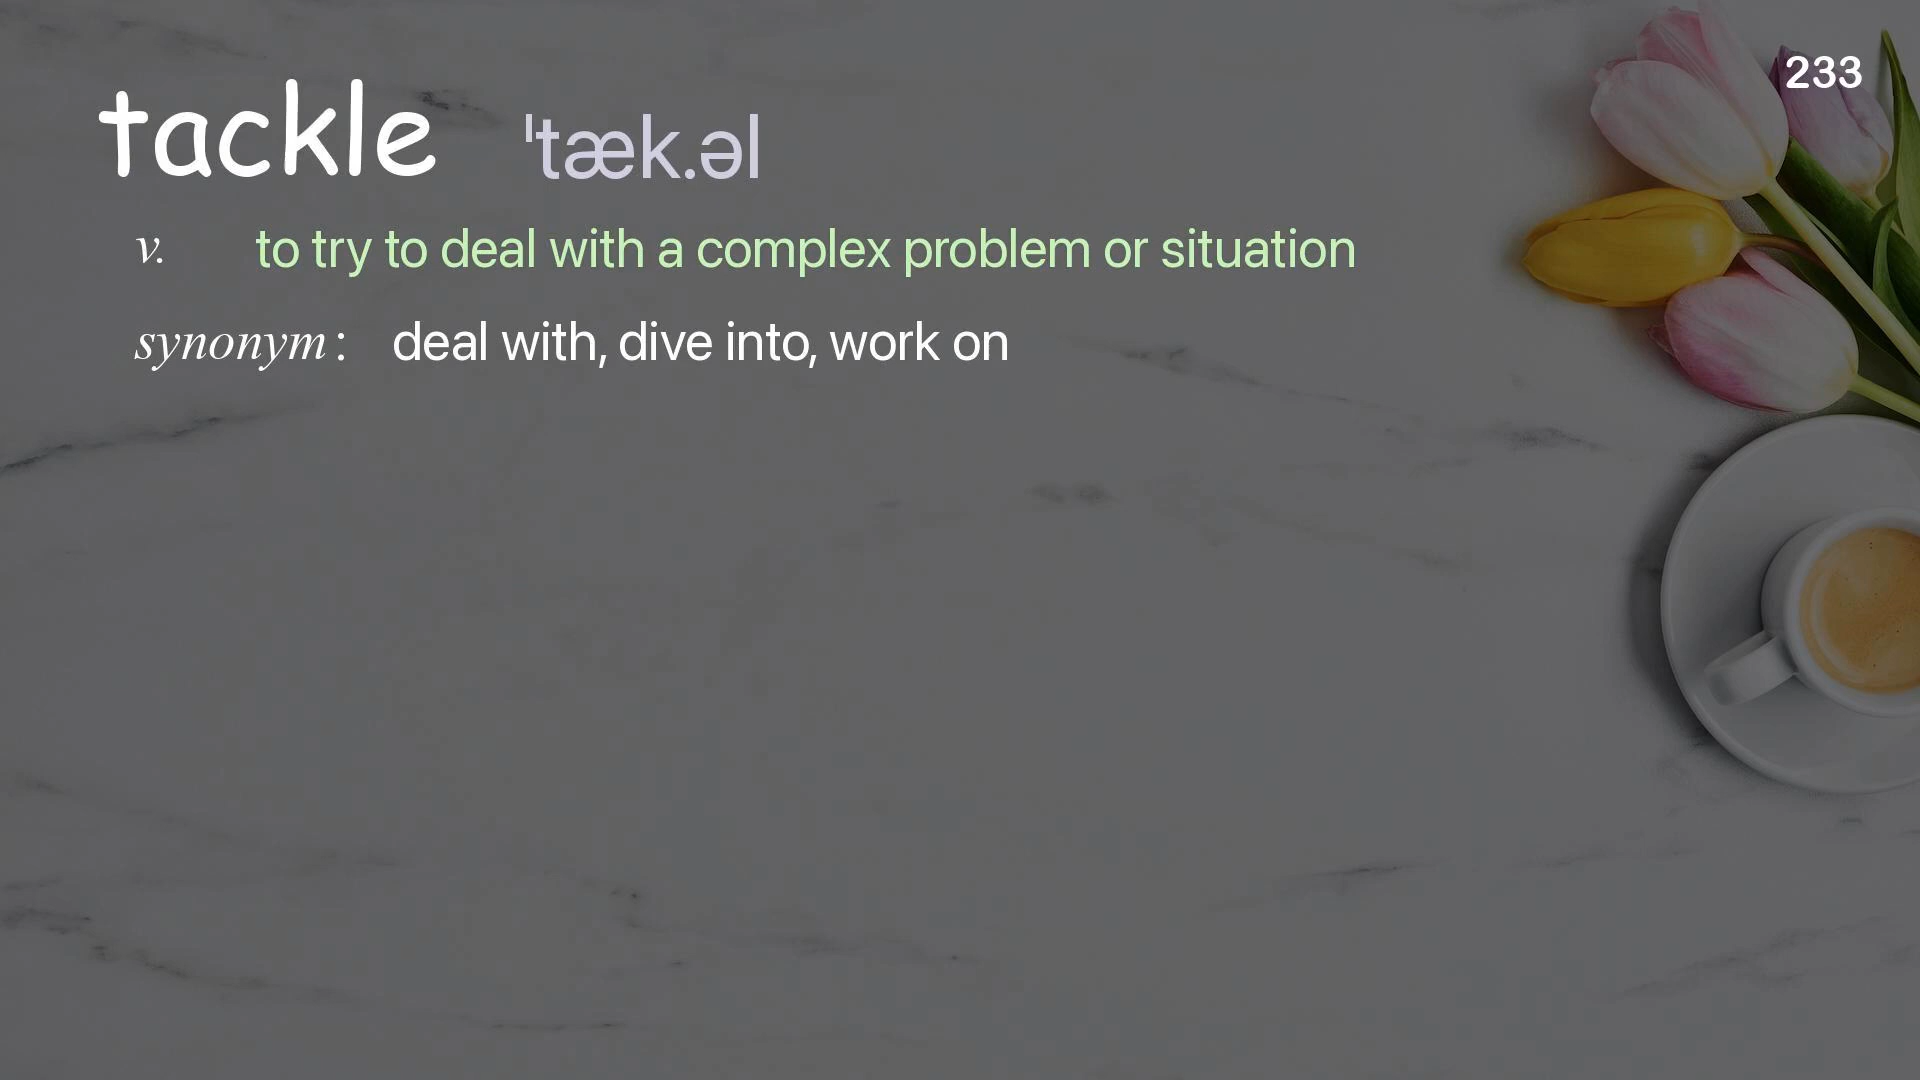 233
tackle ˈtæk.əl
v. to try to deal with a complex problem or situation
synonym: deal with, dive into, work on